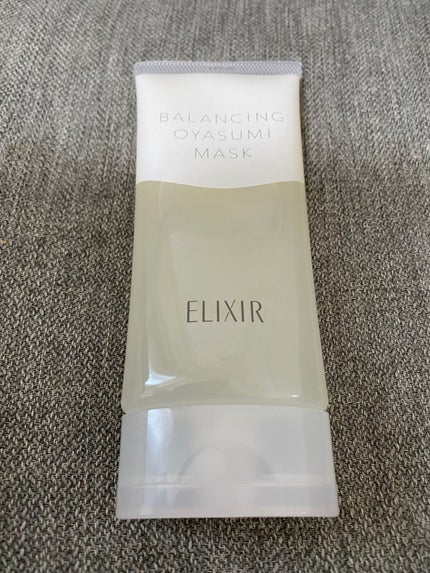 BALANCING
OYASUMI
MASK
ELIXIR